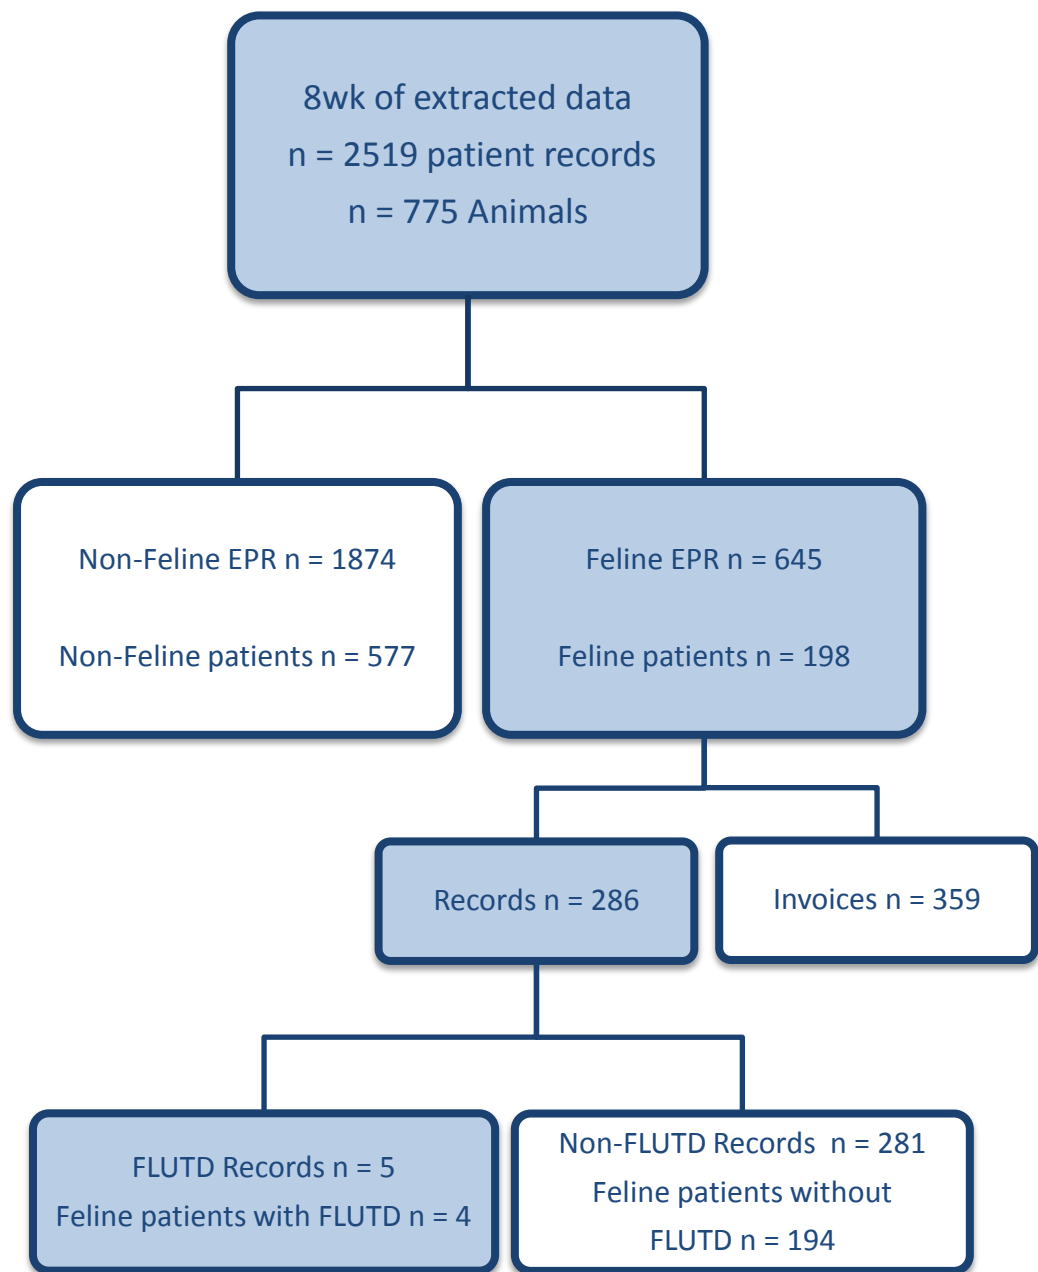 8wk of extracted data
n = 2519 patient records
n = 775 Animals
Non-Feline EPR n = 1874
Non-Feline patients n = 577
Feline EPR n = 645
Feline patients n = 198
Records n = 286
Invoices n = 359
FLUTD Records n = 5
Feline patients with FLUTD n = 4
Non-FLUTD Records n = 281
Feline patients without
FLUTD n = 194